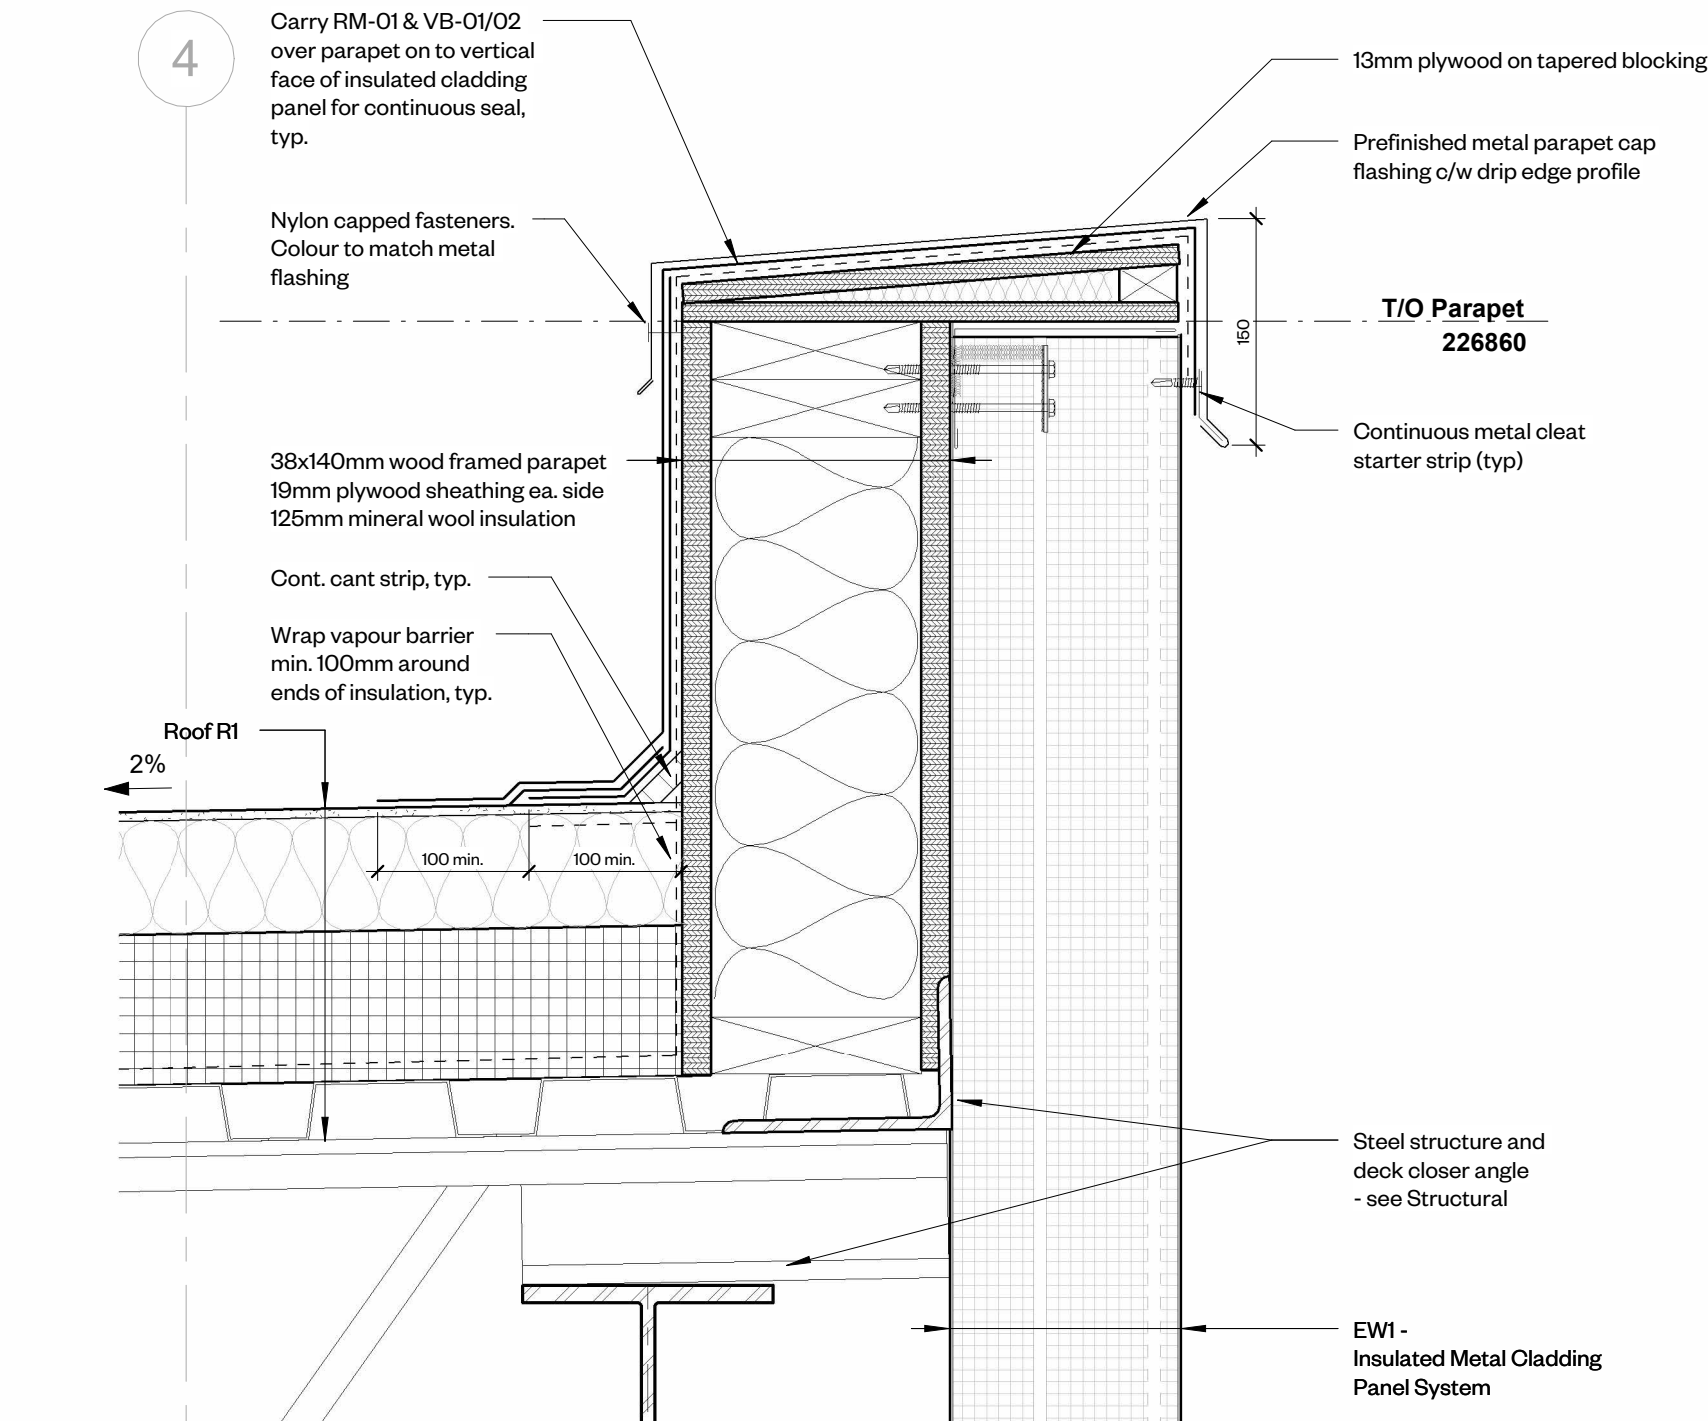 4
Carry RM-01 & VB-01/02
over parapet on to vertical
face of insulated cladding
panel for continuous seal,
typ.
13mm plywood on tapered blocking
Prefinished metal parapet cap
flashing c/w drip edge profile
Nylon capped fasteners.
Colour to match metal
flashing
T/O Parapet
226860
150
Continuous metal cleat
starter strip (typ)
38x140mm wood framed parapet
19mm plywood sheathing ea. side
125mm mineral wool insulation
Cont. cant strip, typ.
Wrap vapour barrier
min. 100mm around
ends of insulation, typ.
Roof R1
2%
100 min.
100 min.
Steel structure and
deck closer angle
- see Structural
EW1 -
Insulated Metal Cladding
Panel System